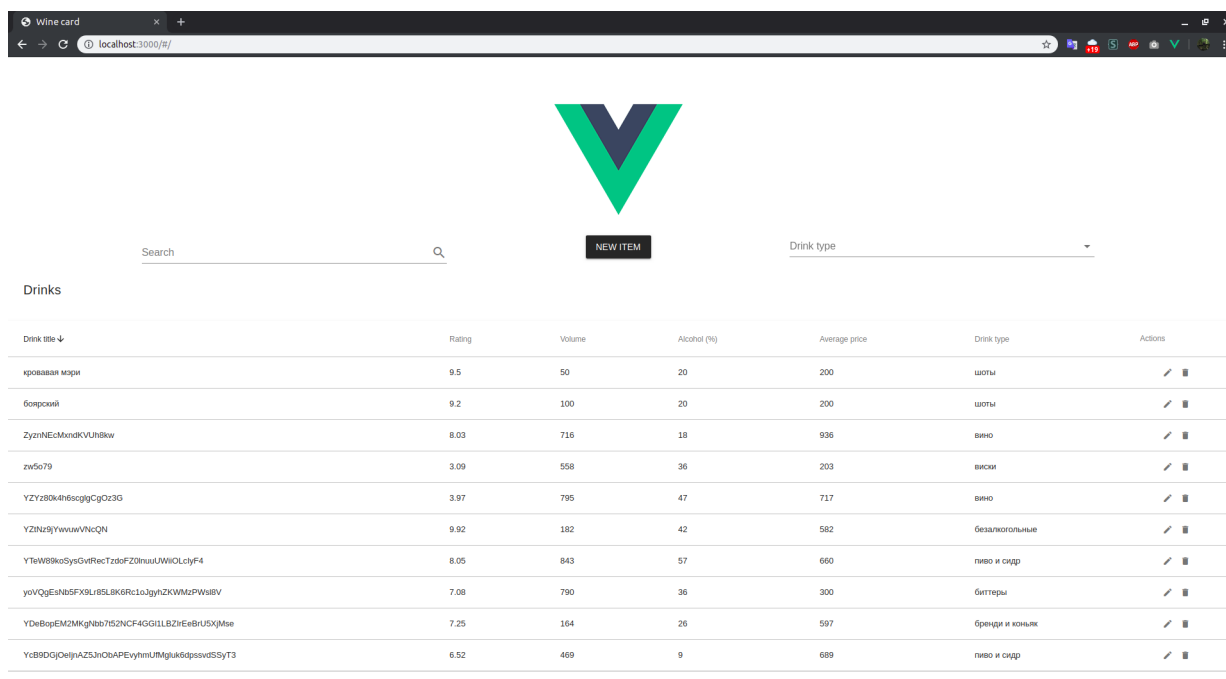 Wine card
localhost:3000/#/
+19
S
ABP
NEW ITEM
Search
Drink type
Drinks
Drink title Rating Volume Alcohol (%) Average price Drink type Actions
кровавая мэри 9.5 50 20 200 шоты
боярский 9.2 100 20 200 шоты
ZyznNEcMxndKVUh8kw 8.03 716 18 936 вино
zw5o79 3.09 558 36 203 виски
YZYz80k4h6scglgCgOz3G 3.97 795 47 717 вино
YZtNz9jYwvuwVNcQN 9.92 182 42 582 безалкогольные
8.05 843 57 660 пиво и сидр
7.08 790 36 300 биттеры
7.25 164 26 597 бренди и коньяк
6.52 469 9 689 пиво и сидр